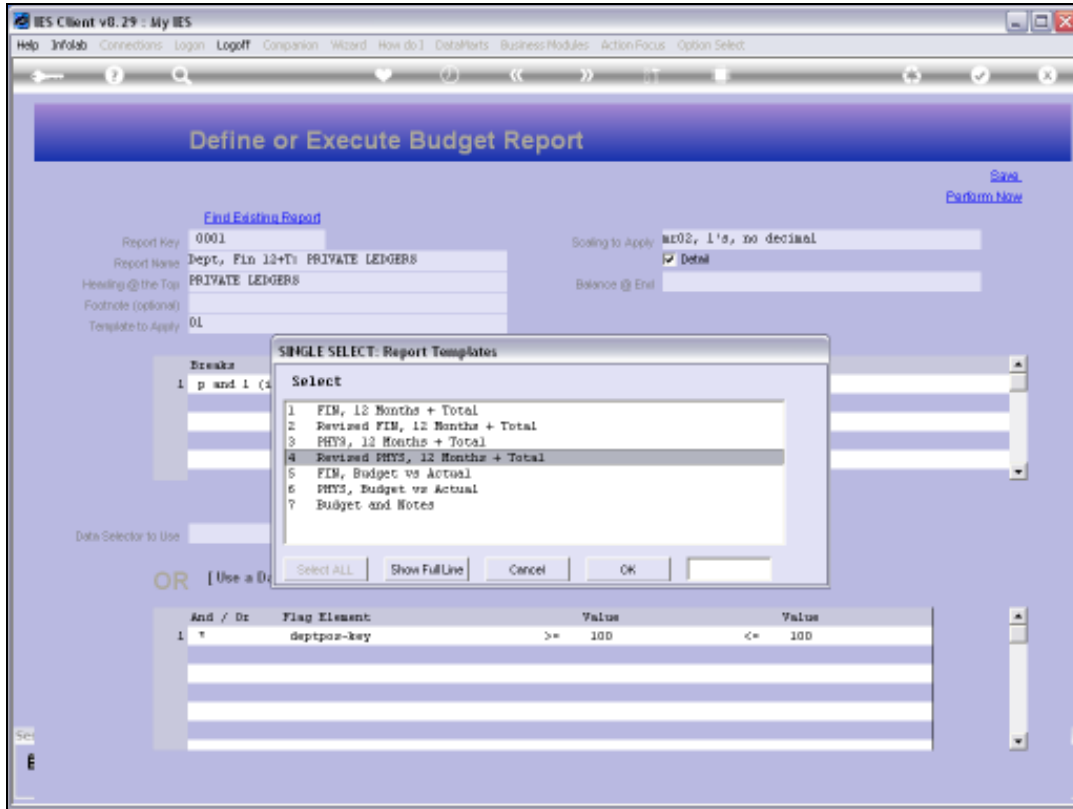 IES Client v8.29 : My IES
Help Infolab Connections Logon Logoff Companion Wizard How do I DataMarts Business Modules Action Focus Option Select
Define or Execute Budget Report
Save
Perform Now
Find Existing Report
Report Key 0001 Scaling to Apply mr02, 1's, no decimal
Report Name Dept, Fin 12+T: PRIVATE LEDGERS Detail
Heading @ the Top PRIVATE LEDGERS Balance @ End
Footnote (optional)
Template to Apply 01
SINGLE SELECT: Report Templates
Breaks
Select
1 p and l (i
1 FIN, 12 Months + Total
2 Revised FIN, 12 Months + Total
3 PHYS, 12 Months + Total
4 Revised PHYS, 12 Months + Total
5 FIN, Budget vs Actual
6 PHYS, Budget vs Actual
7 Budget and Notes
Data Selector to Use
Select ALL Show Full Line Cancel OK
OR [ Use a Da
And / Or Flag Element Value Value
1 deptpos-key >= 100 <= 100
Se